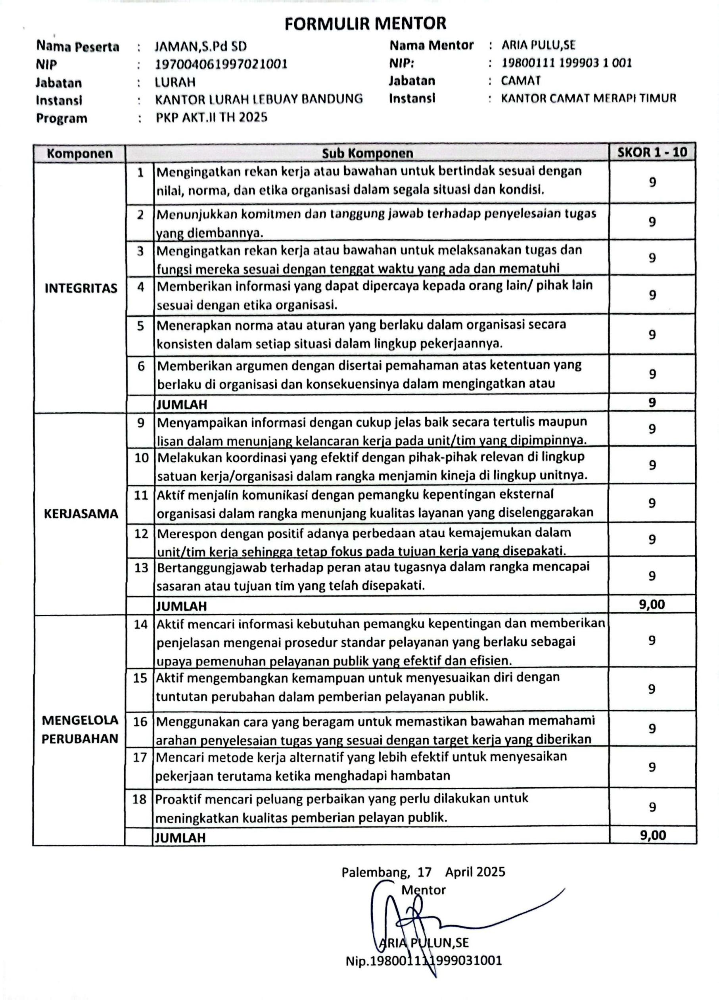 FORMULIR MENTOR
Nama Peserta : JAMAN,S.Pd SD
NIP : 197004061997021001
Jabatan : LURAH
Instansi : KANTOR LURAH LEBUAY BANDUNG
Program : PKP AKT.II TH 2025
Nama Mentor : ARIA PULU,SE
NIP: : 19800111 199903 1 001
Jabatan : CAMAT
Instansi : KANTOR CAMAT MERAPI TIMUR
Komponen Sub Komponen SKOR 1 - 10
INTEGRITAS
1 Mengingatkan rekan kerja atau bawahan untuk bertindak sesuai dengan
nilai, norma, dan etika organisasi dalam segala situasi dan kondisi.
9
2 Menunjukkan komitmen dan tanggung jawab terhadap penyelesaian tugas
yang diembannya.
9
3 Mengingatkan rekan kerja atau bawahan untuk melaksanakan tugas dan
fungsi mereka sesuai dengan tenggat waktu yang ada dan mematuhi
9
4 Memberikan informasi yang dapat dipercaya kepada orang lain/ pihak lain
sesuai dengan etika organisasi.
9
5 Menerapkan norma atau aturan yang berlaku dalam organisasi secara
konsisten dalam setiap situasi dalam lingkup pekerjaannya.
9
6 Memberikan argumen dengan disertai pemahaman atas ketentuan yang
berlaku di organisasi dan konsekuensinya dalam mengingatkan atau
9
JUMLAH 9
KERJASAMA
9 Menyampaikan informasi dengan cukup jelas baik secara tertulis maupun
lisan dalam menunjang kelancaran kerja pada unit/tim yang dipimpinnya.
9
10 Melakukan koordinasi yang efektif dengan pihak-pihak relevan di lingkup
satuan kerja/organisasi dalam rangka menjamin kineja di lingkup unitnya.
9
11 Aktif menjalin komunikasi dengan pemangku kepentingan eksternal
organisasi dalam rangka menunjang kualitas layanan yang diselenggarakan
9
12 Merespon dengan positif adanya perbedaan atau kemajemukan dalam
unit/tim kerja sehingga tetap fokus pada tujuan kerja yang disepakati.
9
13 Bertanggungjawab terhadap peran atau tugasnya dalam rangka mencapai
sasaran atau tujuan tim yang telah disepakati.
9
JUMLAH 9,00
MENGELOLA
PERUBAHAN
14 Aktif mencari informasi kebutuhan pemangku kepentingan dan memberikan
penjelasan mengenai prosedur standar pelayanan yang berlaku sebagai
upaya pemenuhan pelayanan publik yang efektif dan efisien.
9
15 Aktif mengembangkan kemampuan untuk menyesuaikan diri dengan
tuntutan perubahan dalam pemberian pelayanan publik.
9
16 Menggunakan cara yang beragam untuk memastikan bawahan memahami
arahan penyelesaian tugas yang sesuai dengan target kerja yang diberikan
9
17 Mencari metode kerja alternatif yang lebih efektif untuk menyesaikan
pekerjaan terutama ketika menghadapi hambatan
9
18 Proaktif mencari peluang perbaikan yang perlu dilakukan untuk
meningkatkan kualitas pemberian pelayan publik.
9
JUMLAH 9,00
Palembang, 17 April 2025
Mentor
ARIA PULUN,SE
Nip.198001111999031001